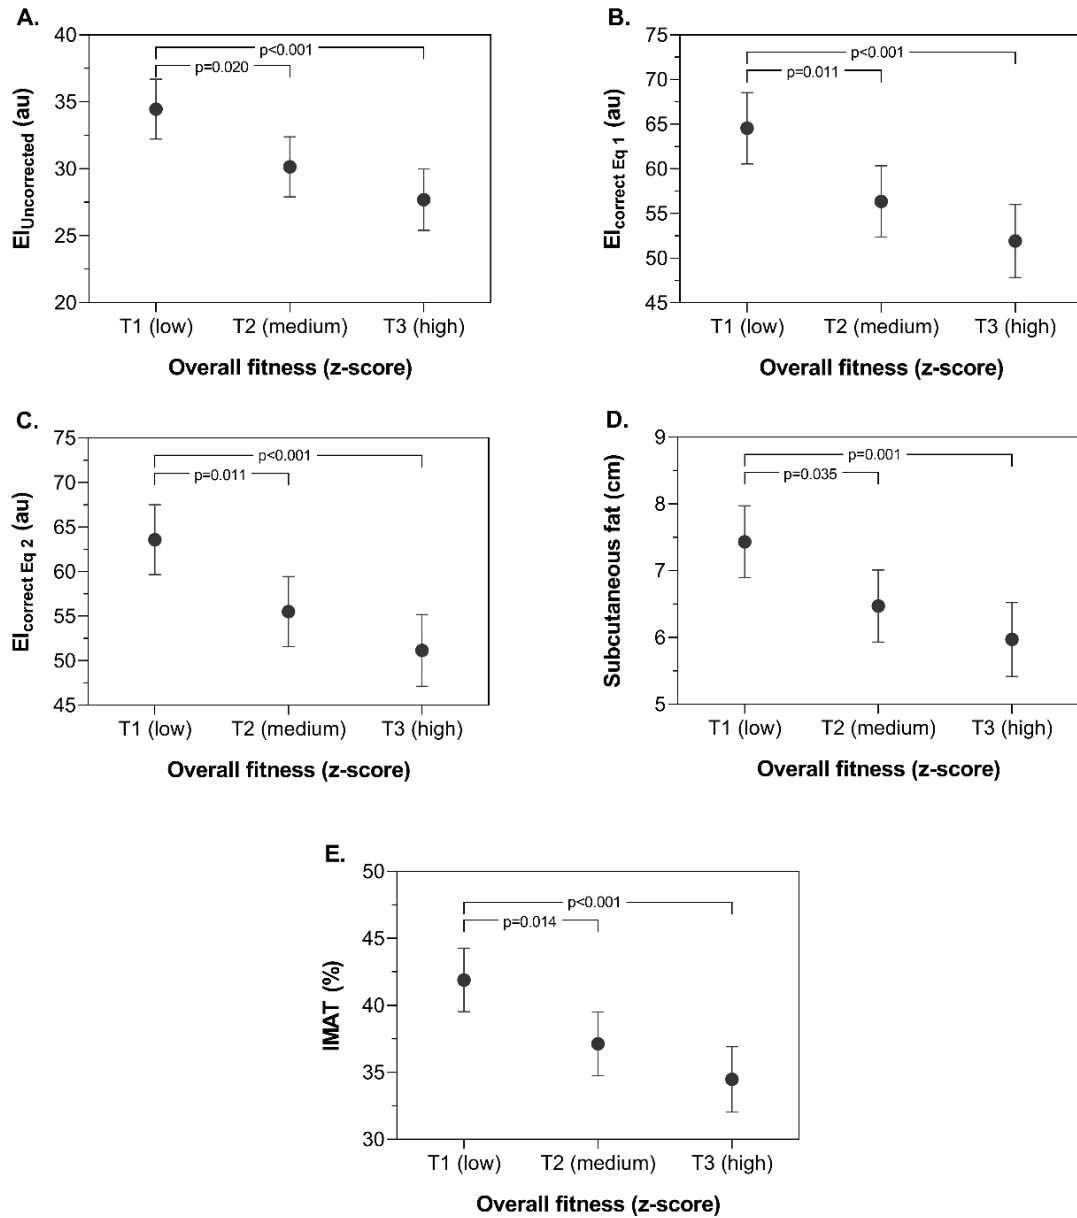 A.
EIUncorrected (au)
40
35
30
25
20
p<0.001
p=0.020
T1 (low) T2 (medium) T3 (high)
Overall fitness (z-score)
B.
EIcorrect Eq 1 (au)
75
70
65
60
55
50
45
p<0.001
p=0.011
T1 (low) T2 (medium) T3 (high)
Overall fitness (z-score)
C.
EIcorrect Eq 2 (au)
75
70
65
60
55
50
45
p<0.001
p=0.011
T1 (low) T2 (medium) T3 (high)
Overall fitness (z-score)
D.
Subcutaneous fat (cm)
9
8
7
6
5
p=0.001
p=0.035
T1 (low) T2 (medium) T3 (high)
Overall fitness (z-score)
E.
IMAT (%)
50
45
40
35
30
p<0.001
p=0.014
T1 (low) T2 (medium) T3 (high)
Overall fitness (z-score)